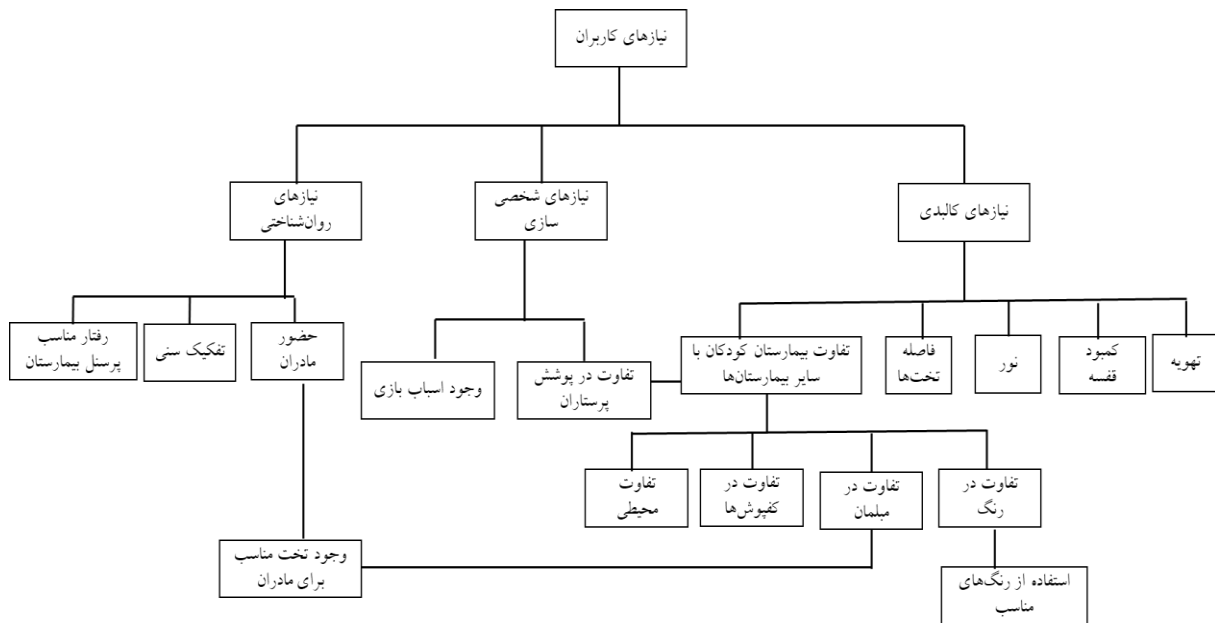 نیازهای کاربران
نیازهای کالبدی
نیازهای شخصی
سازی
نیازهای
روان‌شناختی
تهویه
کمبود
قفسه
نور
فاصله
تخت‌ها
تفاوت بیمارستان کودکان با
سایر بیمارستان‌ها
تفاوت در پوشش
پرستاران
وجود اسباب بازی
حضور
مادران
تفکیک سنی
رفتار مناسب
پرسنل بیمارستان
تفاوت در
رنگ
تفاوت در
مبلمان
تفاوت در
کفپوش‌ها
تفاوت
محیطی
وجود تخت مناسب
برای مادران
استفاده از رنگ‌های
مناسب